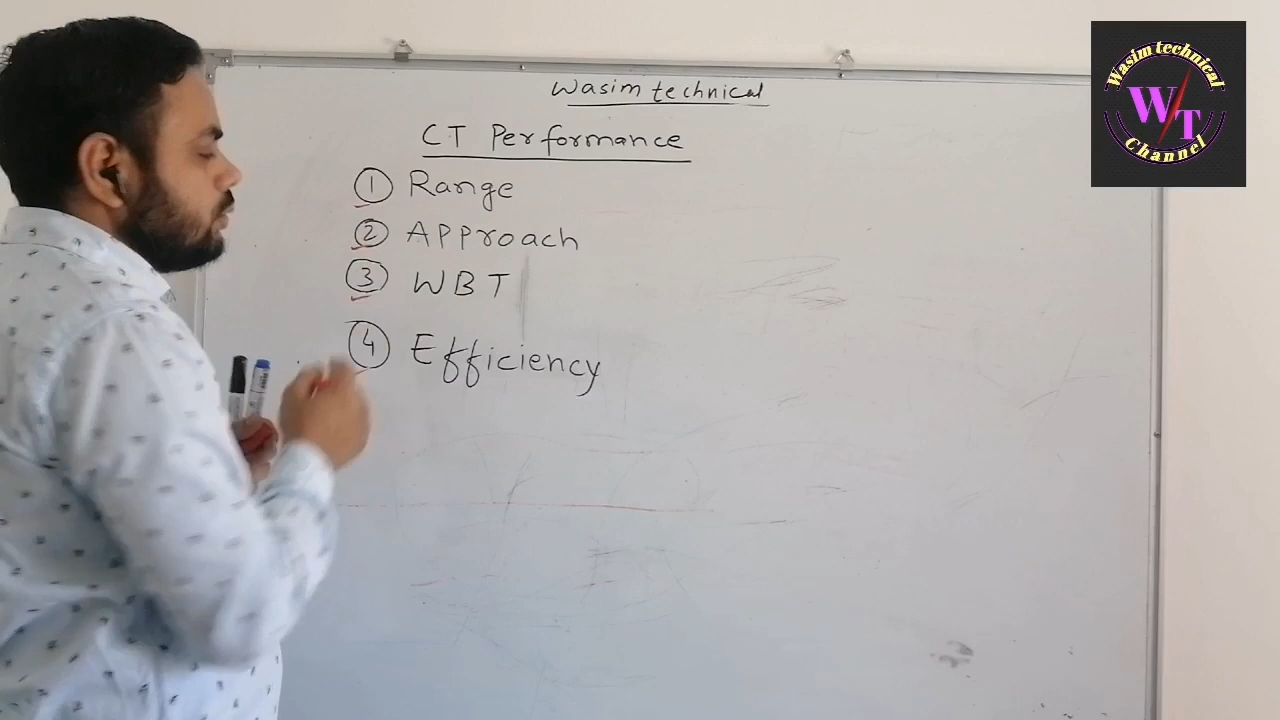 Wasim technical
CT Performance
1 Range
2 Approach
3 WBT
4 Efficiency
Wasim technical
WT
Channel